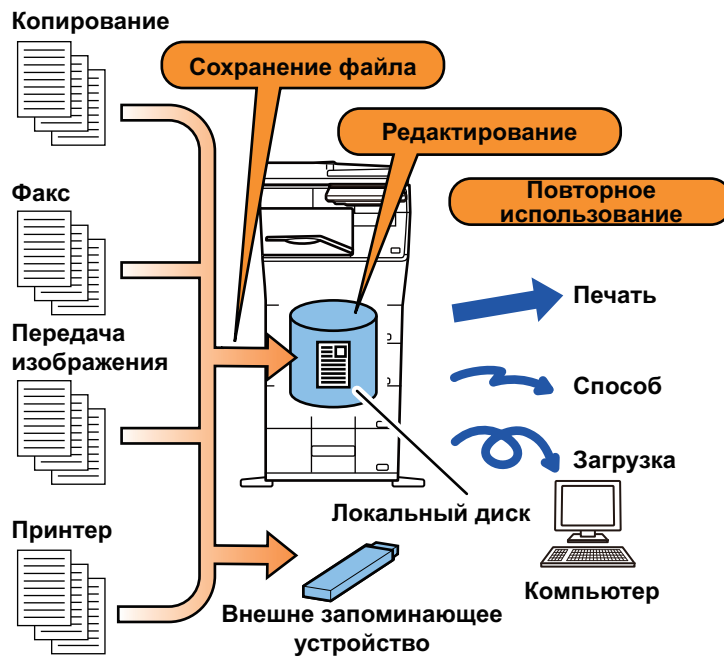 Копирование
Сохранение файла
Редактирование
Факс
Повторное
использование
Печать
Передача
изображения
Способ
Загрузка
Локальный диск
Принтер
Компьютер
Внешне запоминающее
устройство